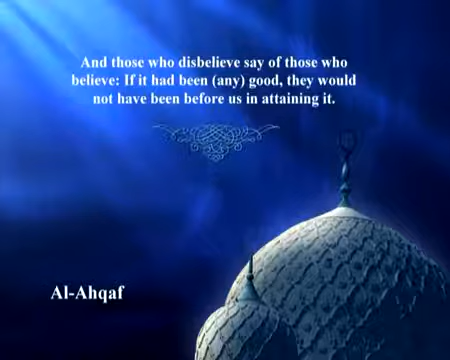 And those who disbelieve say of those who
believe: If it had been (any) good, they would
not have been before us in attaining it.
Al-Ahqaf